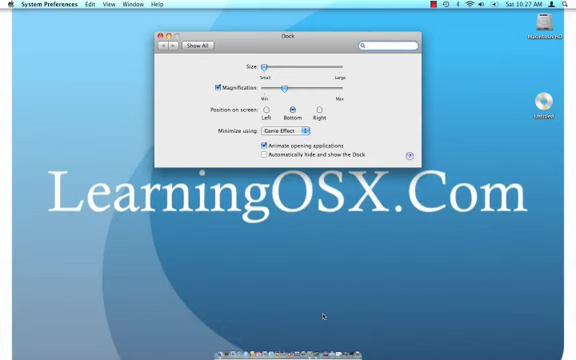 System Preferences Edit View Window Help Sat 10:27 AM
Dock
Show All
Macintosh HD
Size:
Small Large
Magnification:
Min Max
Position on screen:
Left Bottom Right
Untitled
Minimize using: Genie Effect
Animate opening applications
Automatically hide and show the Dock
?
LearningOSX.Com